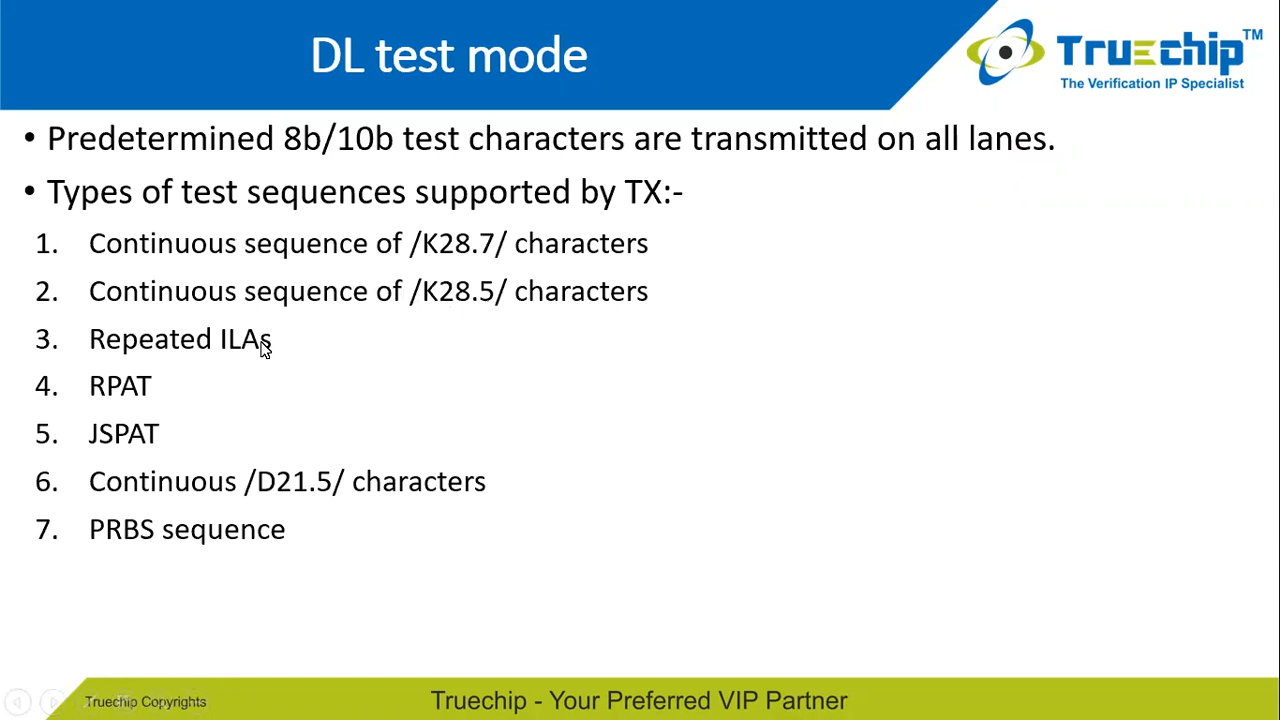 DL test mode
Truechip™
The Verification IP Specialist
• Predetermined 8b/10b test characters are transmitted on all lanes.
• Types of test sequences supported by TX:-
1. Continuous sequence of /K28.7/ characters
2. Continuous sequence of /K28.5/ characters
3. Repeated ILAs
4. RPAT
5. JSPAT
6. Continuous /D21.5/ characters
7. PRBS sequence
Truechip Copyrights
Truechip - Your Preferred VIP Partner